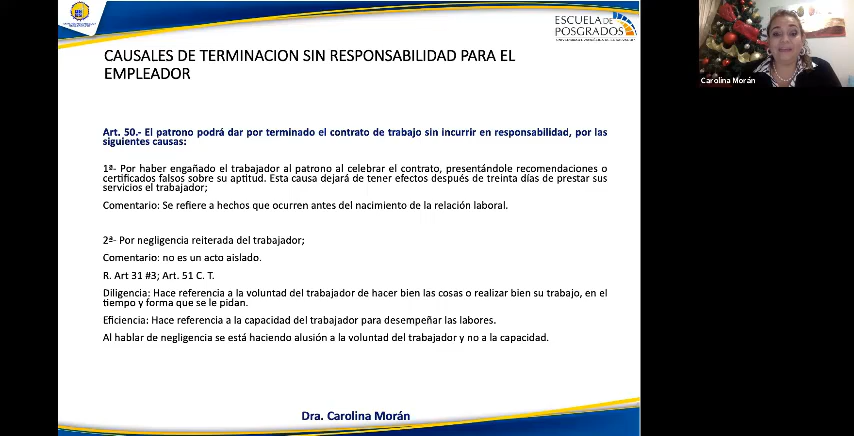 ESCUELA DE
POSGRADOS
CAUSALES DE TERMINACION SIN RESPONSABILIDAD PARA EL
EMPLEADOR
Carolina Morán
Art. 50.- El patrono podrá dar por terminado el contrato de trabajo sin incurrir en responsabilidad, por las
siguientes causas:
1ª- Por haber engañado el trabajador al patrono al celebrar el contrato, presentándole recomendaciones o
certificados falsos sobre su aptitud. Esta causa dejará de tener efectos después de treinta días de prestar sus
servicios el trabajador;
Comentario: Se refiere a hechos que ocurren antes del nacimiento de la relación laboral.
2ª- Por negligencia reiterada del trabajador;
Comentario: no es un acto aislado.
R. Art 31 #3; Art. 51 C. T.
Diligencia: Hace referencia a la voluntad del trabajador de hacer bien las cosas o realizar bien su trabajo, en el
tiempo y forma que se le pidan.
Eficiencia: Hace referencia a la capacidad del trabajador para desempeñar las labores.
Al hablar de negligencia se está haciendo alusión a la voluntad del trabajador y no a la capacidad.
Dra. Carolina Morán